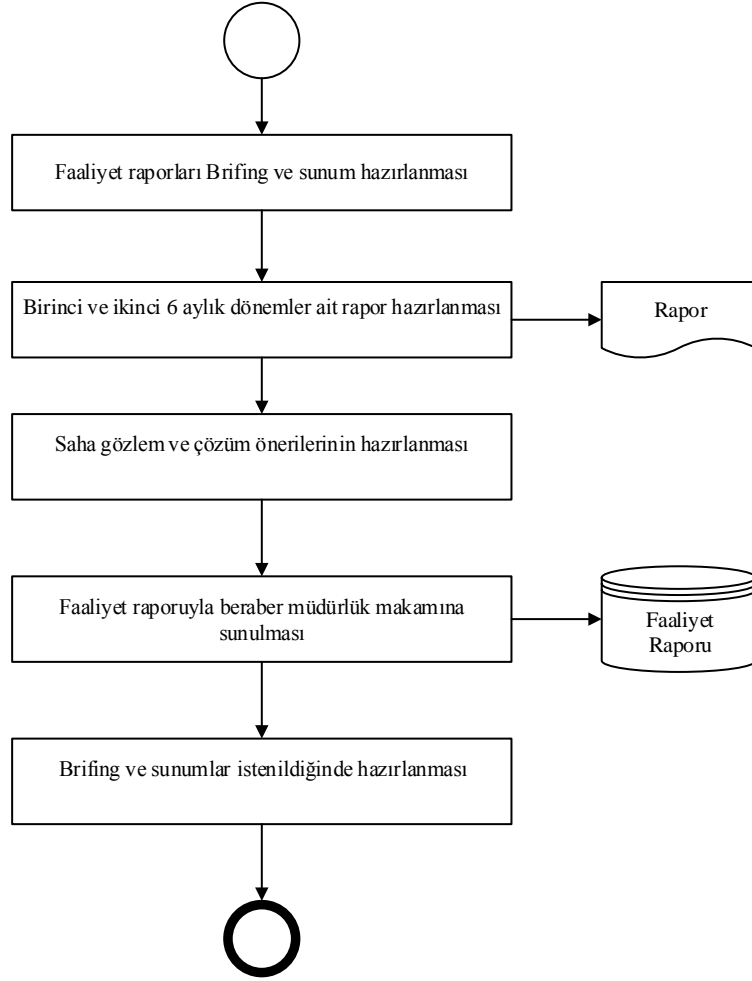 Faaliyet raporları Brifing ve sunum hazırlanması
Birinci ve ikinci 6 aylık dönemler ait rapor hazırlanması
Rapor
Saha gözlem ve çözüm önerilerinin hazırlanması
Faaliyet raporuyla beraber müdürlük makamına
sunulması
Faaliyet
Raporu
Brifing ve sunumlar istenildiğinde hazırlanması